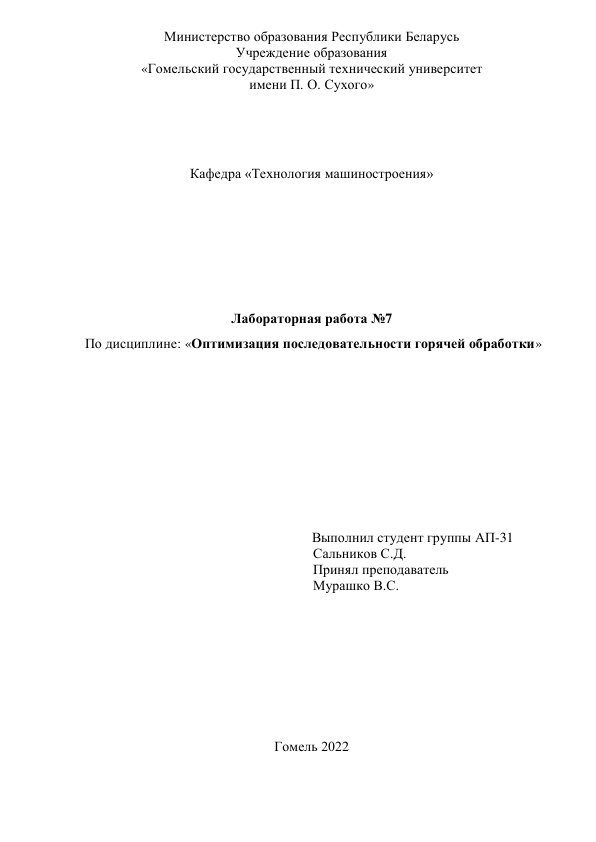 Министерство образования Республики Беларусь
Учреждение образования
«Гомельский государственный технический университет
имени П. О. Сухого»
Кафедра «Технология машиностроения»
Лабораторная работа №7
По дисциплине: «Оптимизация последовательности горячей обработки»
Выполнил студент группы АП-31
Сальников С.Д.
Принял преподаватель
Мурашко В.С.
Гомель 2022